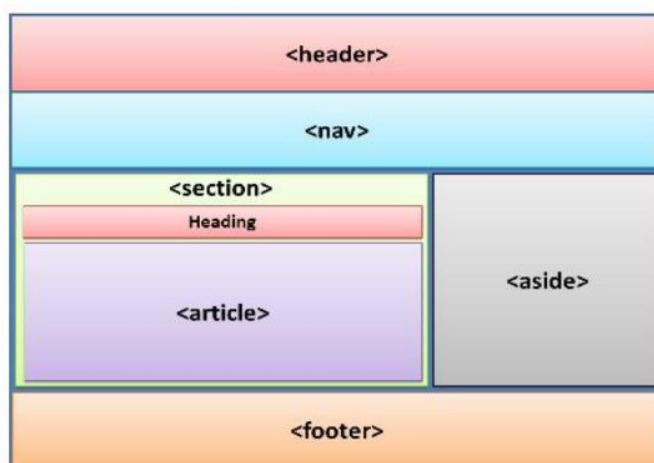 <header>
<nav>
<section>
Heading
<article>
<aside>
<footer>